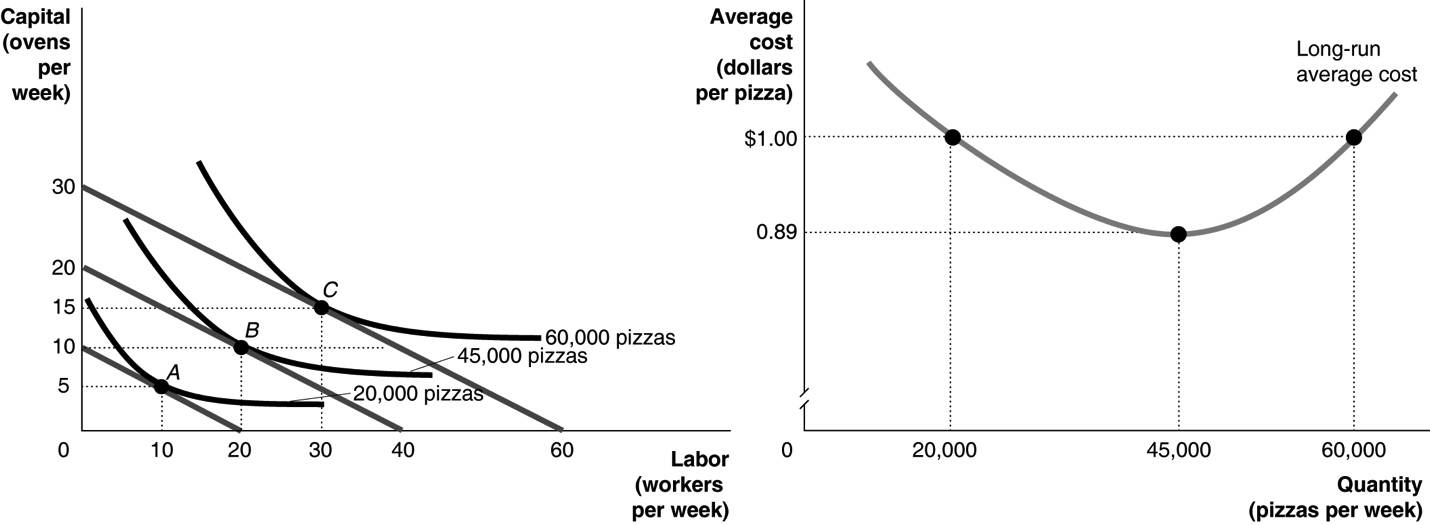 Capital
(ovens
per
week)
30
20
15
10
5
0
10
20
30
40
60
A
B
C
60,000 pizzas
45,000 pizzas
20,000 pizzas
Labor
(workers
per week)
Average
cost
(dollars
per pizza)
$1.00
0.89
0
20,000
45,000
60,000
Long-run
average cost
Quantity
(pizzas per week)